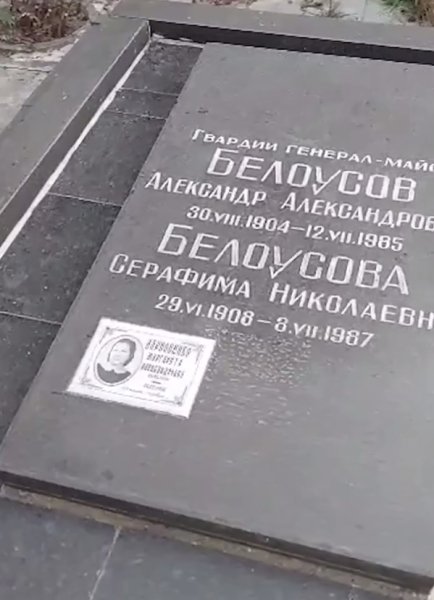 Гвардии генерал-май
БЕЛОУСОВ
Александр Александров
30.VIII.1904–12.VII.1985
БЕЛОУСОВА
Серафима Николаевн
29.VI.1908–8.VII.1987
МАРГАРИТА